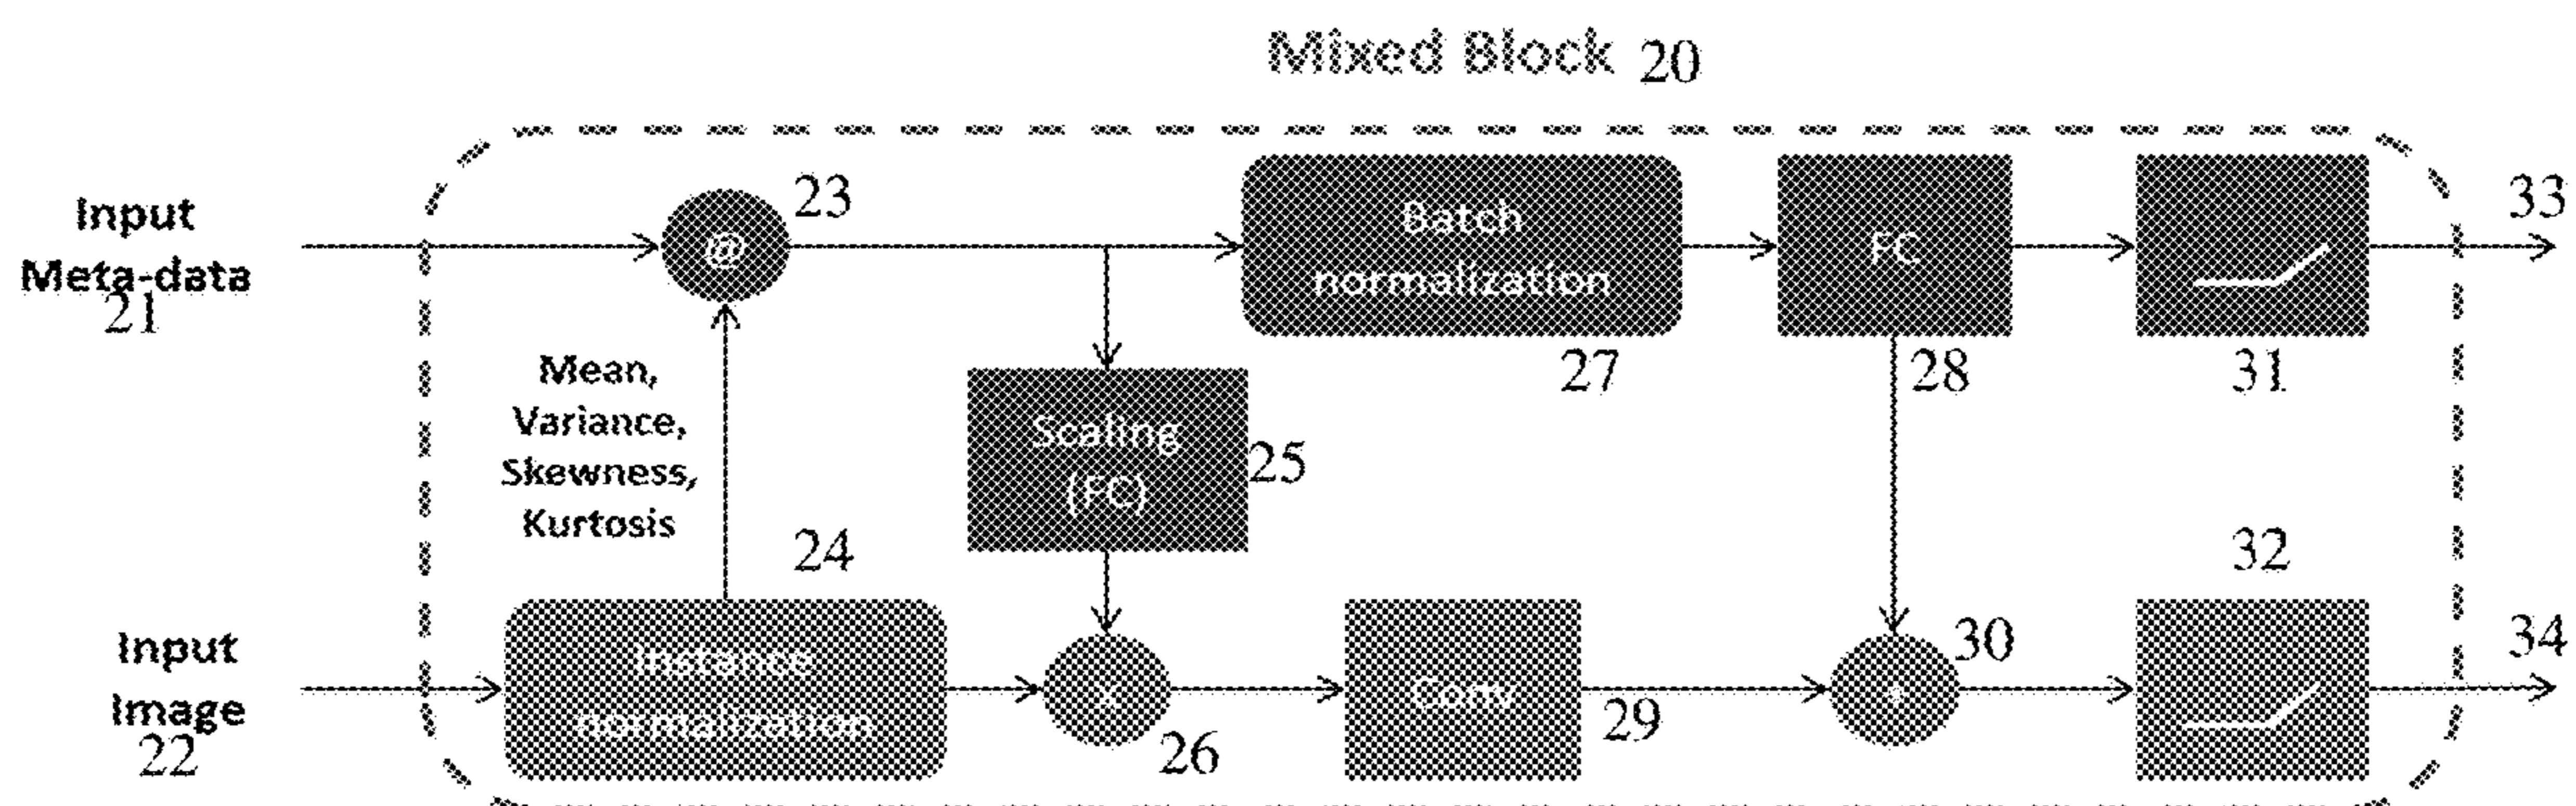 Mixed Block 20
Input
Meta-data
21
@
23
Batch
normalization
27
FC
28
31
33
Mean,
Variance,
Skewness,
Kurtosis
Scaling
(FC)
25
Input
Image
22
24
Instance
normalization
x
26
Conv
29
+
30
32
34